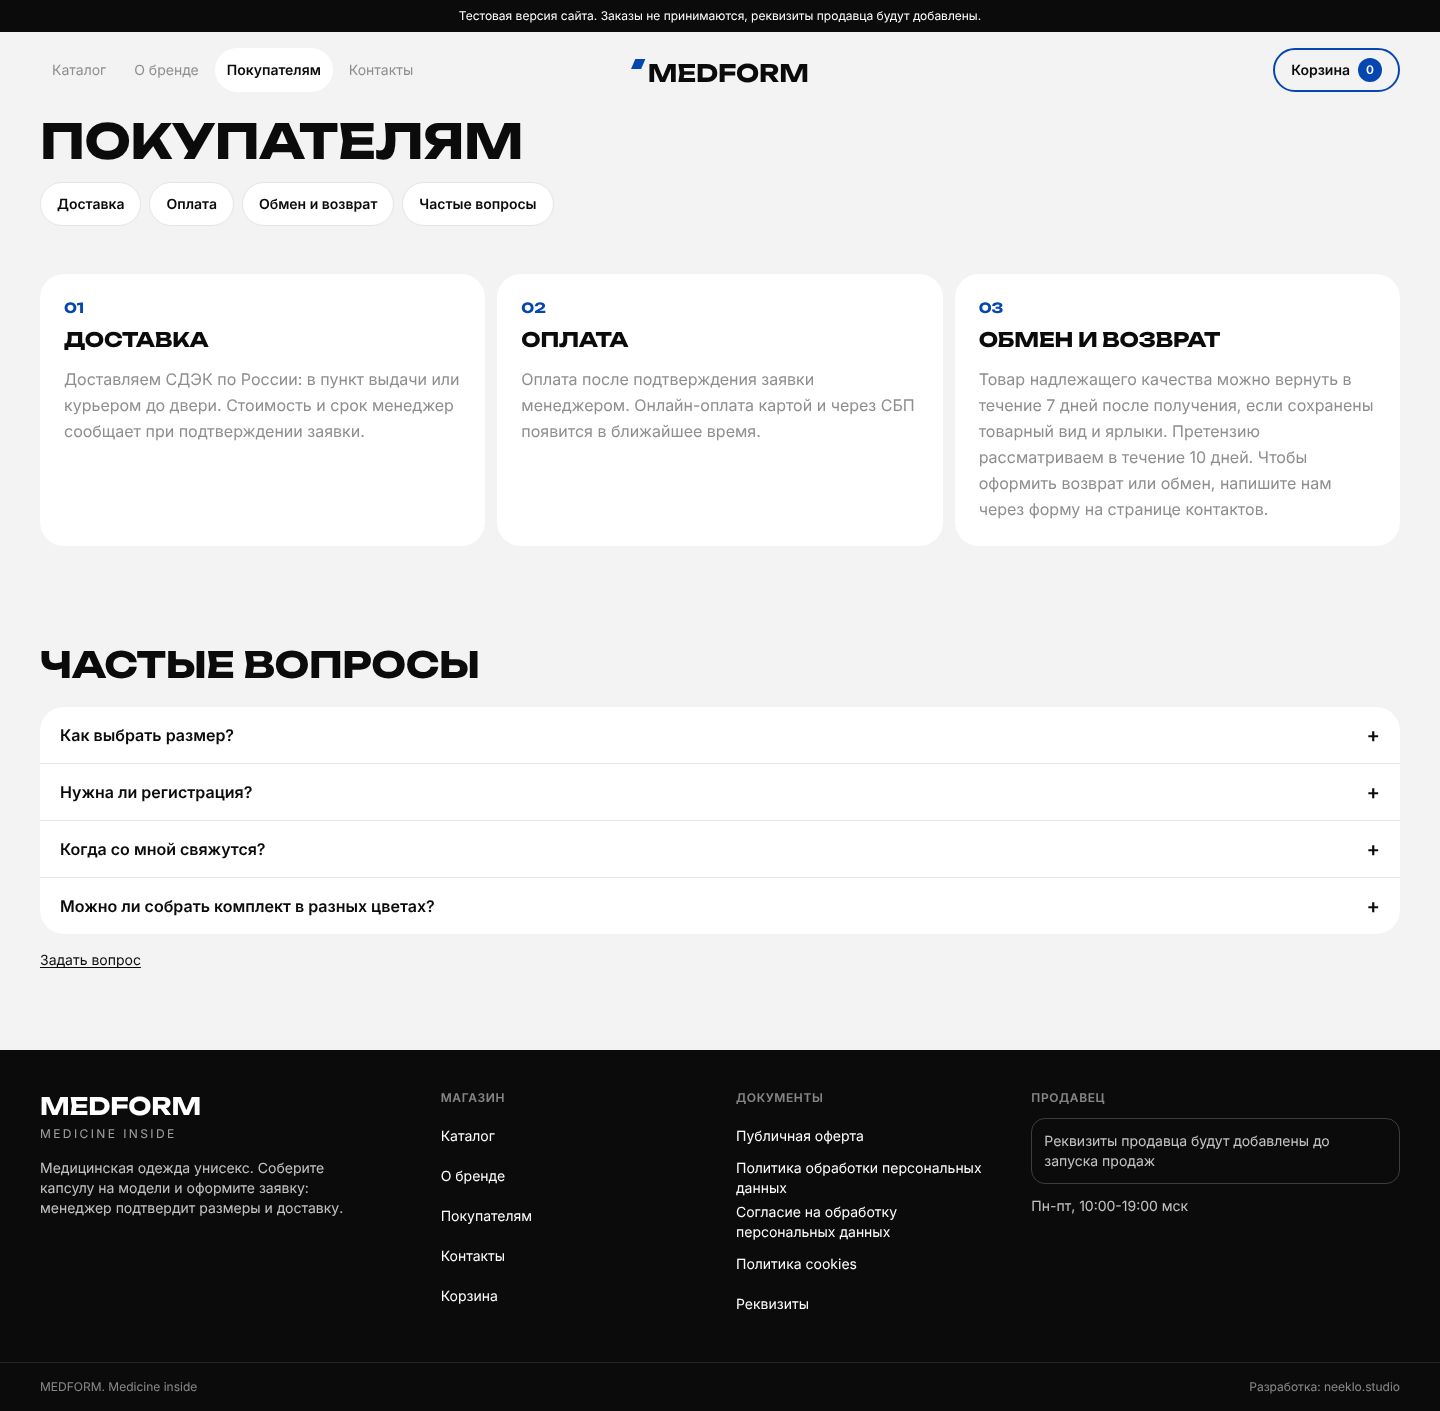 Тестовая версия сайта. Заказы не принимаются, реквизиты продавца будут добавлены.
Каталог О бренде Покупателям Контакты MEDFORM Корзина 0
ПОКУПАТЕЛЯМ
Доставка Оплата Обмен и возврат Частые вопросы
01
ДОСТАВКА
Доставляем СДЭК по России: в пункт выдачи или
курьером до двери. Стоимость и срок менеджер
сообщает при подтверждении заявки.
02
ОПЛАТА
Оплата после подтверждения заявки
менеджером. Онлайн-оплата картой и через СБП
появится в ближайшее время.
03
ОБМЕН И ВОЗВРАТ
Товар надлежащего качества можно вернуть в
течение 7 дней после получения, если сохранены
товарный вид и ярлыки. Претензию
рассматриваем в течение 10 дней. Чтобы
оформить возврат или обмен, напишите нам
через форму на странице контактов.
ЧАСТЫЕ ВОПРОСЫ
Как выбрать размер? +
Нужна ли регистрация? +
Когда со мной свяжутся? +
Можно ли собрать комплект в разных цветах? +
Задать вопрос
MEDFORM
MEDICINE INSIDE
Медицинская одежда унисекс. Соберите
капсулу на модели и оформите заявку:
менеджер подтвердит размеры и доставку.
МАГАЗИН
Каталог
О бренде
Покупателям
Контакты
Корзина
ДОКУМЕНТЫ
Публичная оферта
Политика обработки персональных
данных
Согласие на обработку
персональных данных
Политика cookies
Реквизиты
ПРОДАВЕЦ
Реквизиты продавца будут добавлены до
запуска продаж
Пн-пт, 10:00-19:00 мск
MEDFORM. Medicine inside
Разработка: neeklo.studio